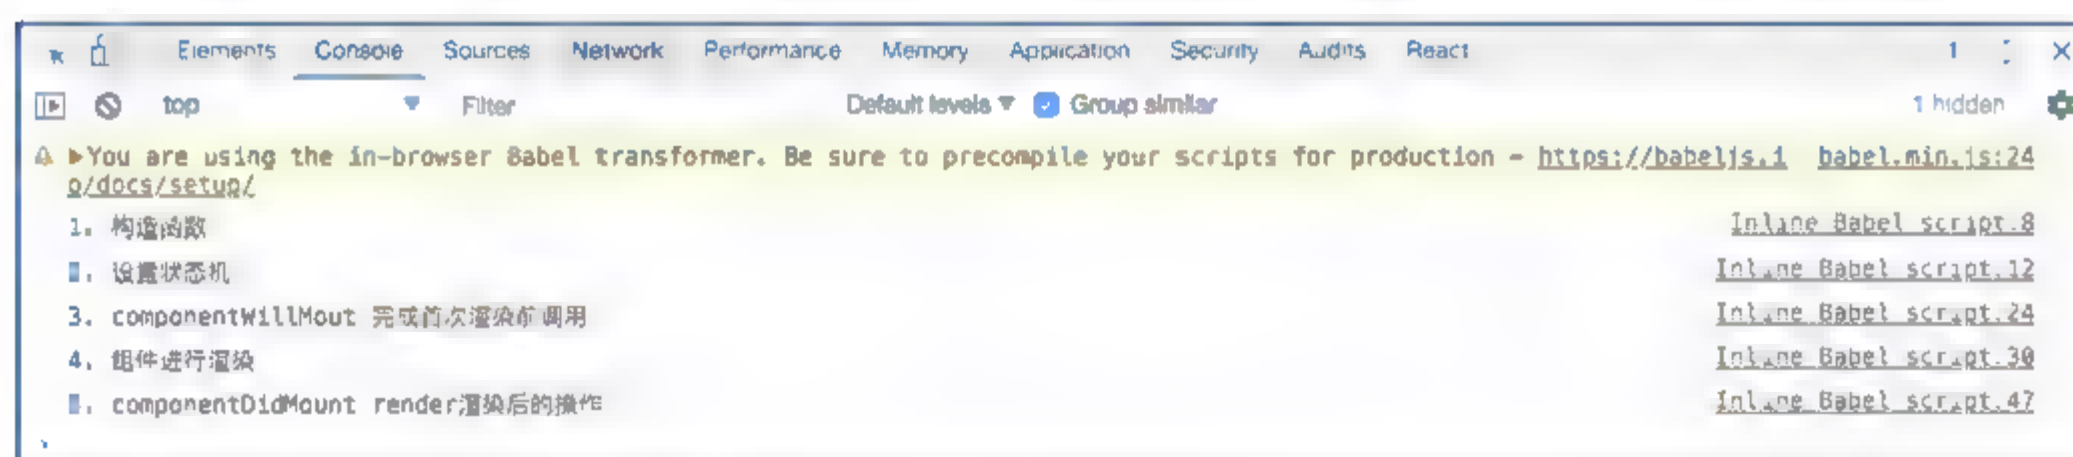 Elements Console Sources Network Performance Memory Application Security Audits React 1
top Filter Default levels Group similar 1 hidden
You are using the in-browser Babel transformer. Be sure to precompile your scripts for production - https://babeljs.i babel.min.js:24
o/docs/setup/
1. 构造函数 Inline Babel script:8
设置状态机 Inline Babel script:12
3. componentWillMout 完成首次渲染前调用 Inline Babel script:24
4. 组件进行渲染 Inline Babel script:30
componentDidMount render渲染后的操作 Inline Babel script:47